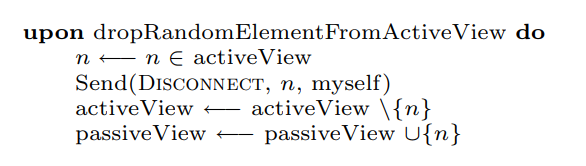 upon dropRandomElementFromActiveView do
n ⟵ n ∈ activeView
Send(DISCONNECT, n, myself)
activeView ⟵ activeView \{n}
passiveView ⟵ passiveView ∪{n}